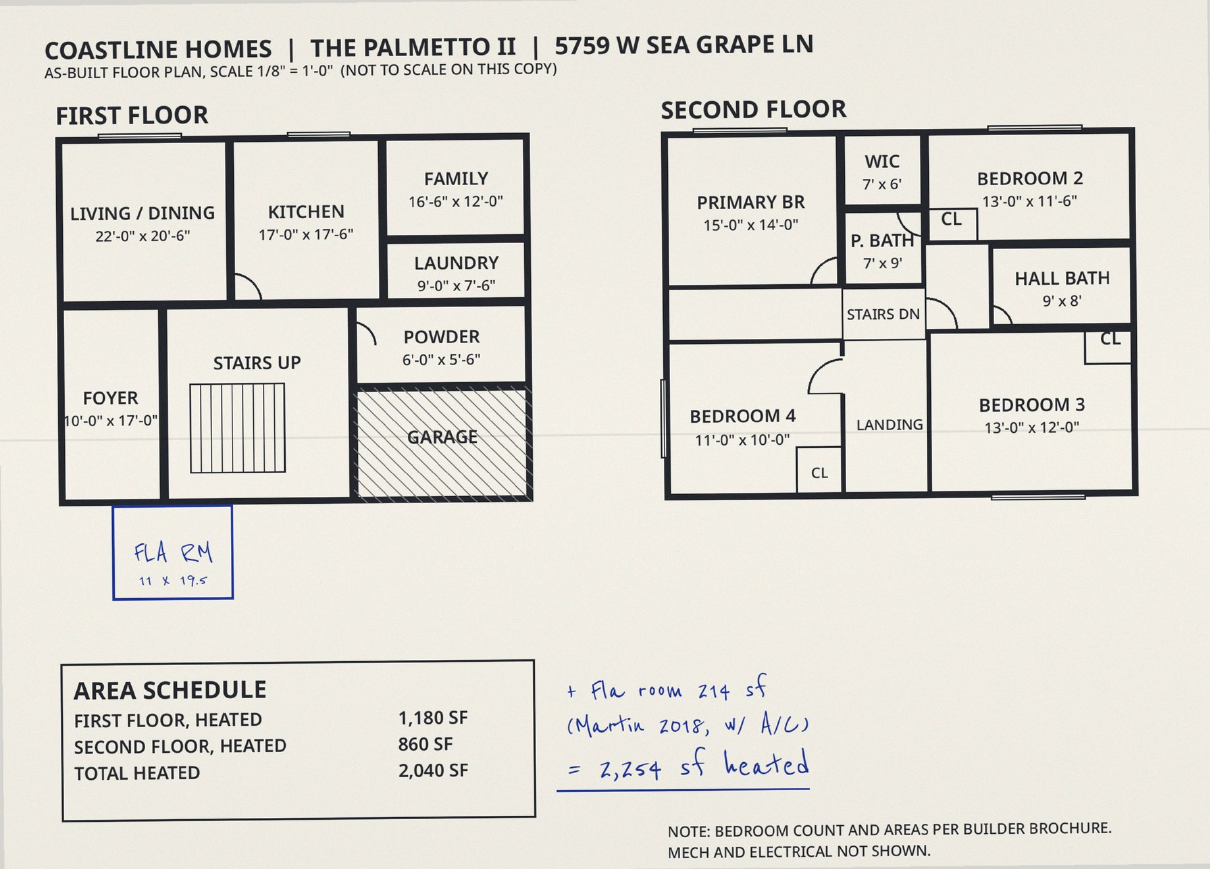 COASTLINE HOMES | THE PALMETTO II | 5759 W SEA GRAPE LN
AS-BUILT FLOOR PLAN, SCALE 1/8" = 1'-0" (NOT TO SCALE ON THIS COPY)
FIRST FLOOR
LIVING / DINING
22'-0" x 20'-6"
KITCHEN
17'-0" x 17'-6"
FAMILY
16'-6" x 12'-0"
LAUNDRY
9'-0" x 7'-6"
POWDER
6'-0" x 5'-6"
STAIRS UP
FOYER
10'-0" x 17'-0"
GARAGE
FLA RM
11 x 19.5
SECOND FLOOR
PRIMARY BR
15'-0" x 14'-0"
WIC
7' x 6'
BEDROOM 2
13'-0" x 11'-6"
CL
P. BATH
7' x 9'
HALL BATH
9' x 8'
STAIRS DN
CL
BEDROOM 4
11'-0" x 10'-0"
CL
LANDING
BEDROOM 3
13'-0" x 12'-0"
AREA SCHEDULE
FIRST FLOOR, HEATED 1,180 SF
SECOND FLOOR, HEATED 860 SF
TOTAL HEATED 2,040 SF
+ Fla room 214 sf
(Martin 2018, w/ A/C)
= 2,254 sf heated
NOTE: BEDROOM COUNT AND AREAS PER BUILDER BROCHURE.
MECH AND ELECTRICAL NOT SHOWN.